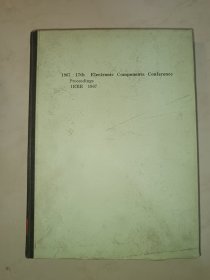 1967 17th Electronic Components Conference
Proceedings
IEEE 1967